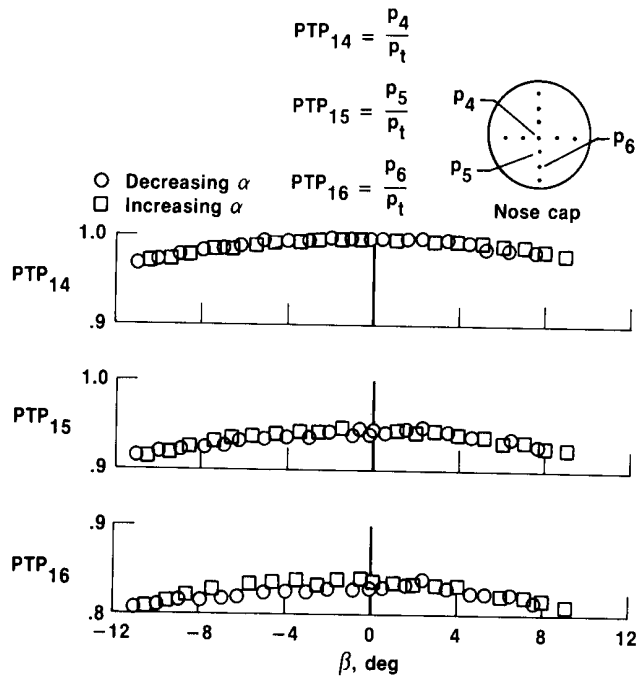 PTP14 = p4/pt
PTP15 = p5/pt
PTP16 = p6/pt
p4
p5
p6
Nose cap
Decreasing α
Increasing α
1.0
PTP14
.9
1.0
PTP15
.9
.9
PTP16
.8
−12 −8 −4 0 4 8 12
β, deg